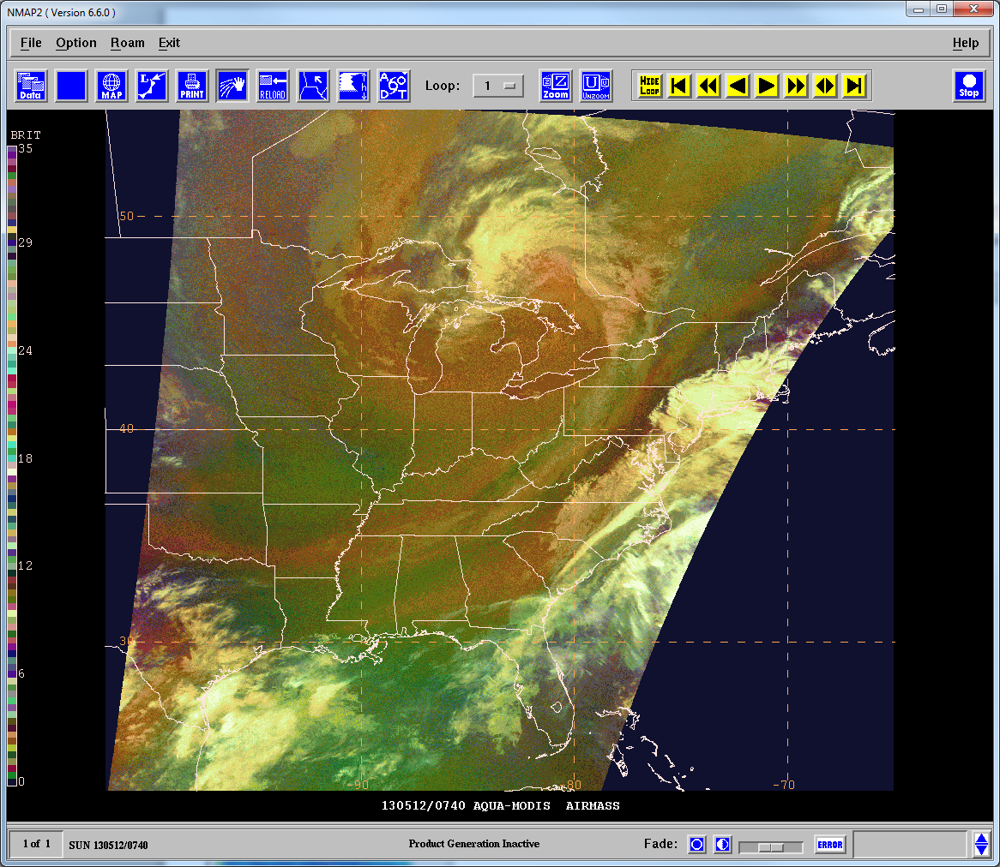 NMAP2 ( Version 6.6.0 )
File Option Roam Exit Help
Data MAP L PRINT RELOAD A Loop: 1 Z Zoom U UNZOOM HIDE LOOP Stop
BRIT
35
29
24
18
12
6
0
50
40
30
-90 -80 -70
130512/0740 AQUA-MODIS AIRMASS
1 of 1 SUN 130512/0740 Product Generation Inactive Fade: ERROR